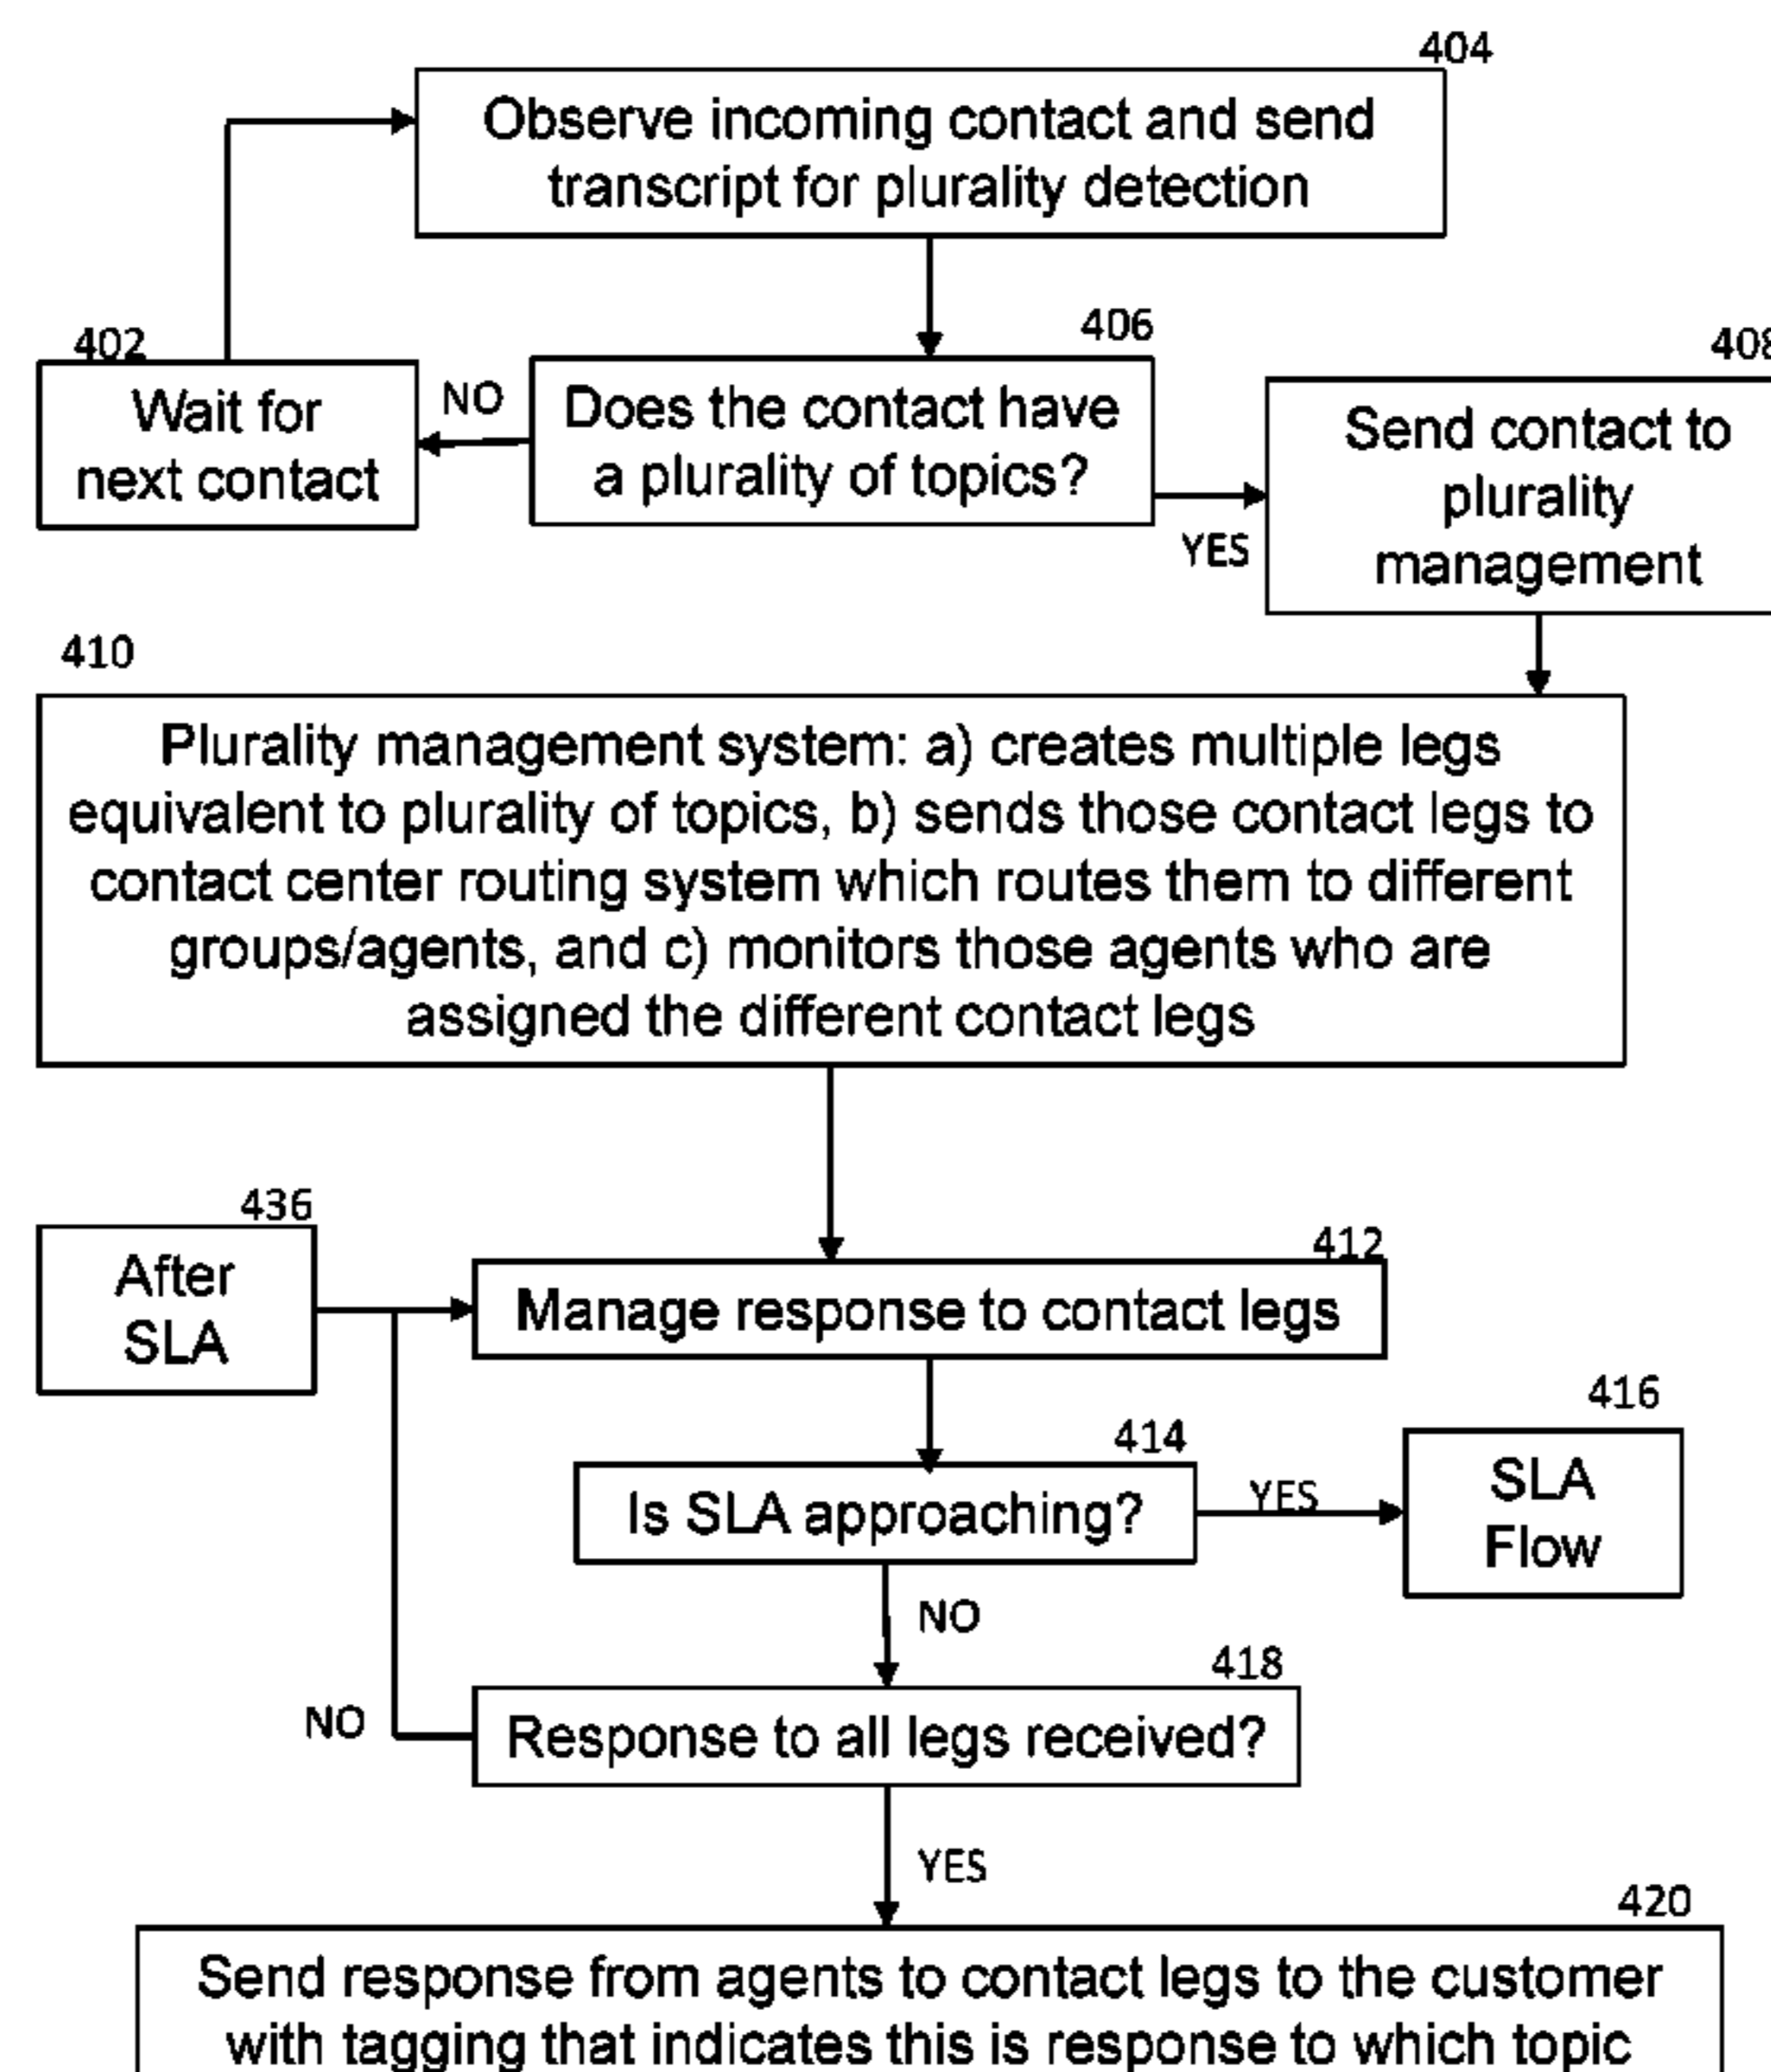 404
Observe incoming contact and send
transcript for plurality detection
402
Wait for
next contact
NO
406
Does the contact have
a plurality of topics?
YES
408
Send contact to
plurality
management
410
Plurality management system: a) creates multiple legs
equivalent to plurality of topics, b) sends those contact legs to
contact center routing system which routes them to different
groups/agents, and c) monitors those agents who are
assigned the different contact legs
436
After
SLA
412
Manage response to contact legs
414
Is SLA approaching?
YES
416
SLA
Flow
NO
418
Response to all legs received?
NO
YES
420
Send response from agents to contact legs to the customer
with tagging that indicates this is response to which topic